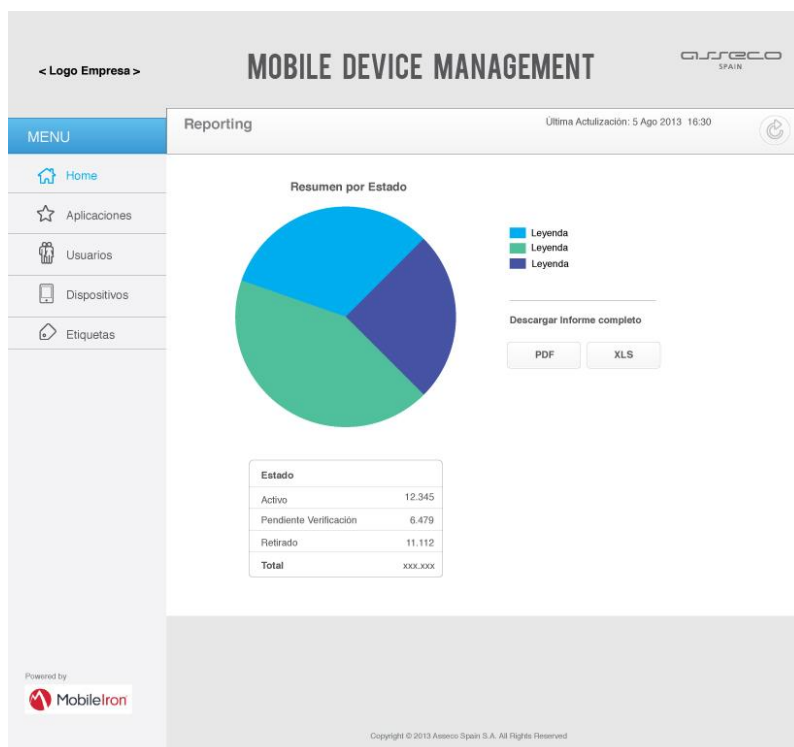 < Logo Empresa >
MOBILE DEVICE MANAGEMENT
asseco
SPAIN
MENU
Reporting
Última Actulización: 5 Ago 2013 16:30
Home
Aplicaciones
Usuarios
Dispositivos
Etiquetas
Resumen por Estado
Leyenda
Leyenda
Leyenda
Descargar Informe completo
PDF XLS
Estado
Activo 12.345
Pendiente Verificación 6.479
Retirado 11.112
Total xxx.xxx
Powered by
MobileIron
Copyright © 2013 Asseco Spain S.A. All Rights Reserved